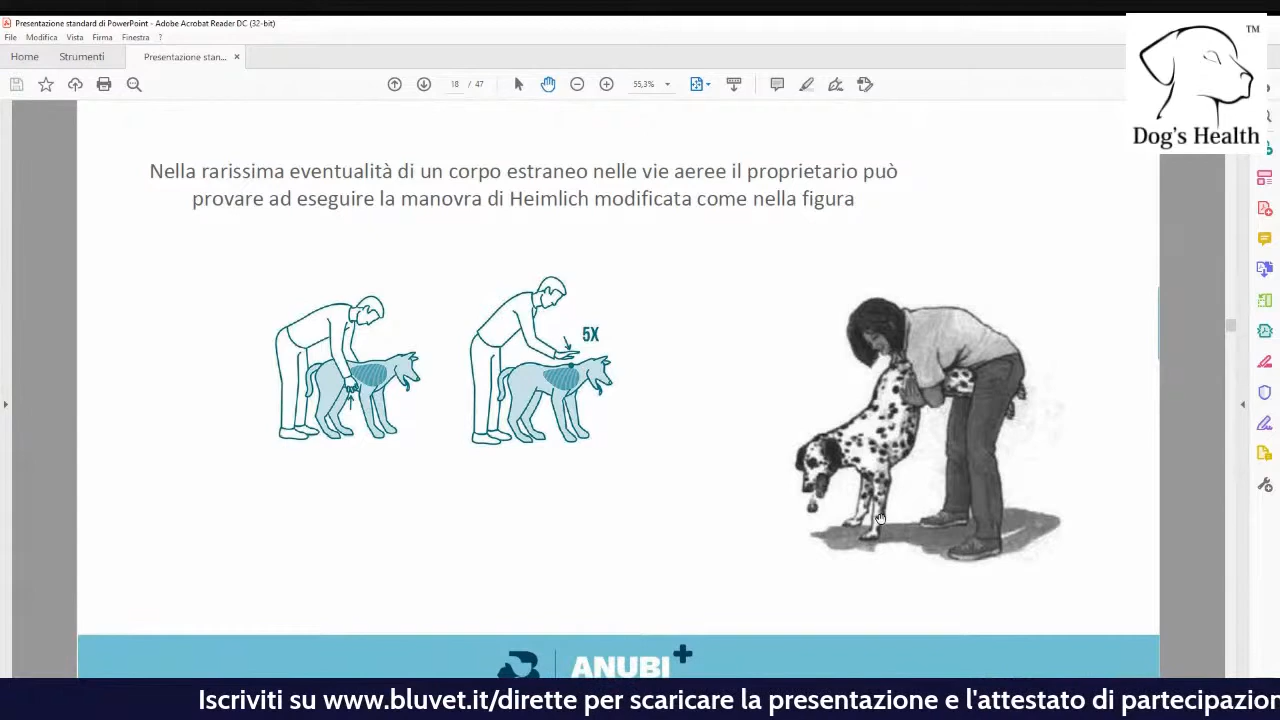 Presentazione standard di PowerPoint - Adobe Acrobat Reader DC (32-bit)
File Modifica Vista Firma Finestra ?
Home Strumenti Presentazione stan... ×
18 / 47 55,3%
TM
Dog's Health
Nella rarissima eventualità di un corpo estraneo nelle vie aeree il proprietario può
provare ad eseguire la manovra di Heimlich modificata come nella figura
5X
ANUBI
Iscriviti su www.bluvet.it/dirette per scaricare la presentazione e l'attestato di partecipazion